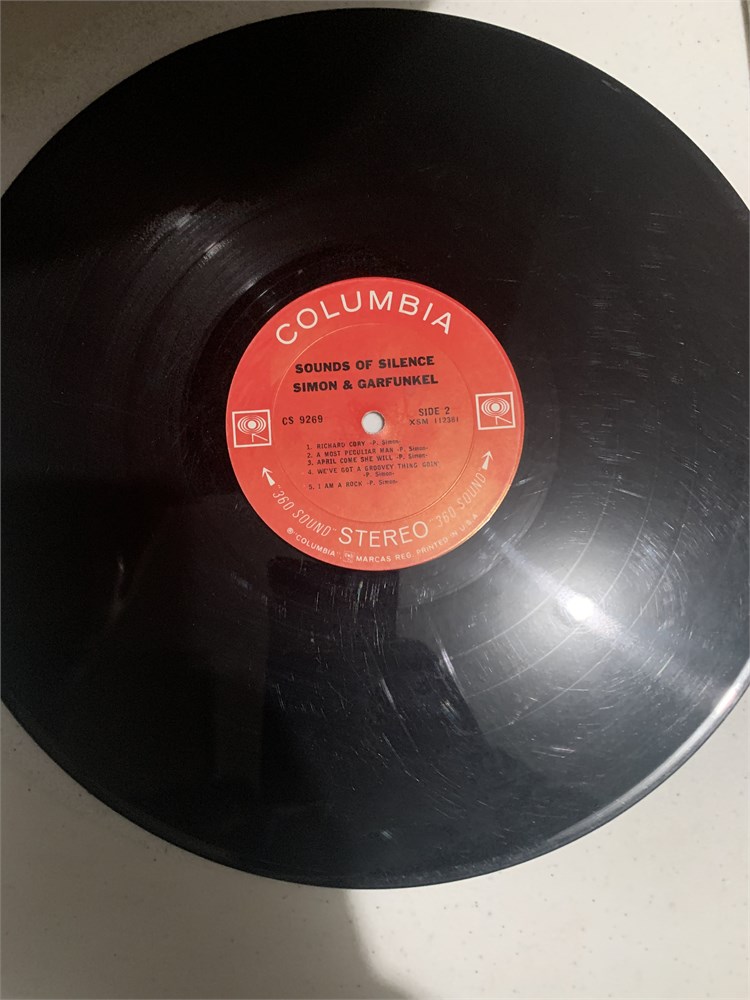 COLUMBIA
SOUNDS OF SILENCE
SIMON & GARFUNKEL
CS 9269
SIDE 2
XSM 112301
1. RICHARD CORY -P. Simon-
2. A MOST PECULIAR MAN -P. Simon-
3. APRIL COME SHE WILL -P. Simon-
4. WE'VE GOT A GROOVEY THING GOIN'
-P. Simon-
5. I AM A ROCK -P. Simon-
"360 SOUND" STEREO "360 SOUND"
® "COLUMBIA" MARCAS REG. PRINTED IN U.S.A.